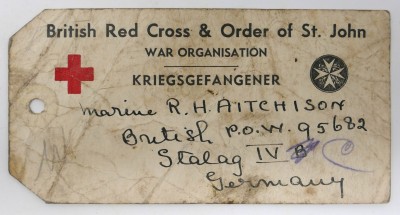 British Red Cross & Order of St. John
WAR ORGANISATION
KRIEGSGEFANGENER
Marine R. H. AITCHISON
British P.O.W. 95682
Stalag IV C
Germany